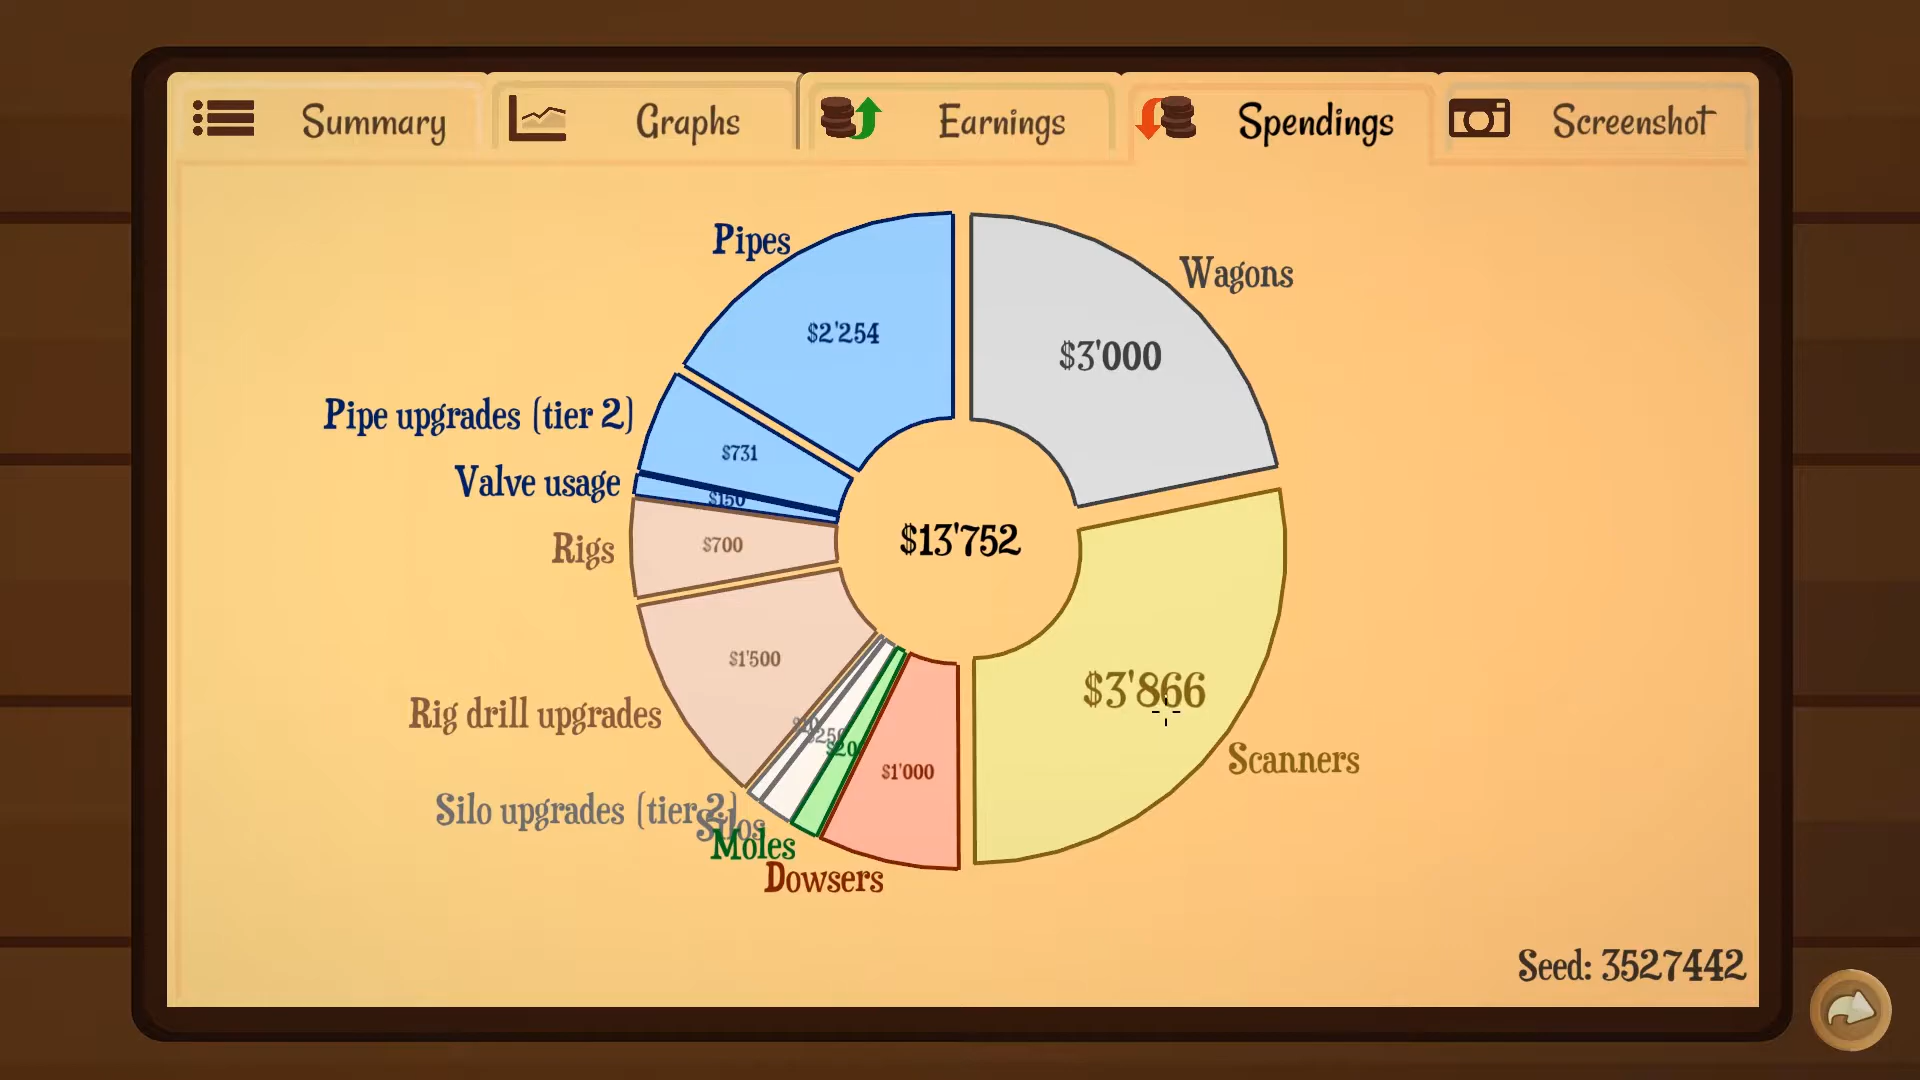 Summary
Graphs
Earnings
Spendings
Screenshot
Pipes
Wagons
$2'254
$3'000
Pipe upgrades (tier 2)
$731
Valve usage
$150
Rigs
$700
$13'752
$1'500
$3'866
Rig drill upgrades
$1'000
Scanners
Silo upgrades (tier 2)
Silos
Moles
Dowsers
Seed: 3527442